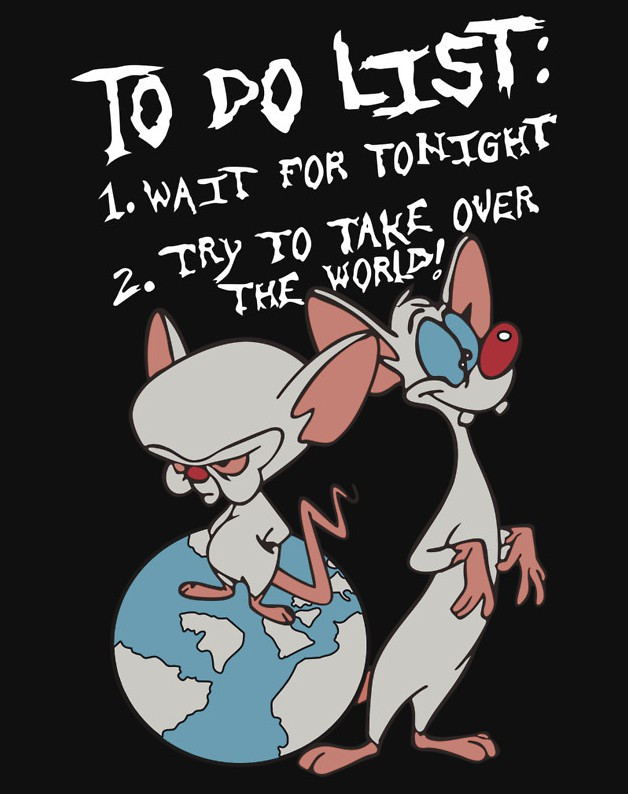 TO DO LIST:
1. WAIT FOR TONIGHT
2. TRY TO TAKE OVER
THE WORLD!